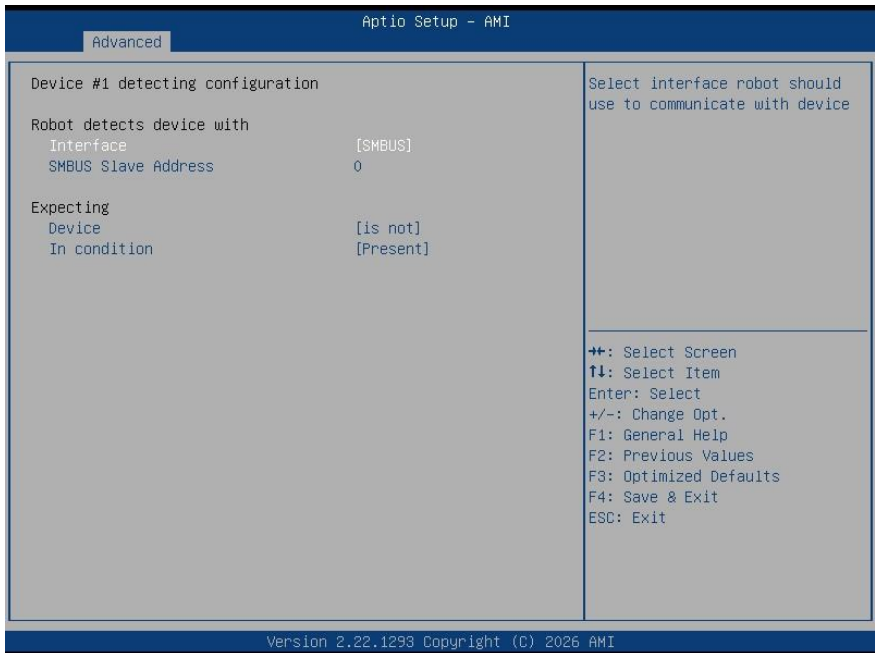 Aptio Setup – AMI
Advanced
Device #1 detecting configuration
Robot detects device with
Interface [SMBUS]
SMBUS Slave Address 0
Expecting
Device [is not]
In condition [Present]
Select interface robot should
use to communicate with device
→←: Select Screen
↑↓: Select Item
Enter: Select
+/-: Change Opt.
F1: General Help
F2: Previous Values
F3: Optimized Defaults
F4: Save & Exit
ESC: Exit
Version 2.22.1293 Copyright (C) 2026 AMI